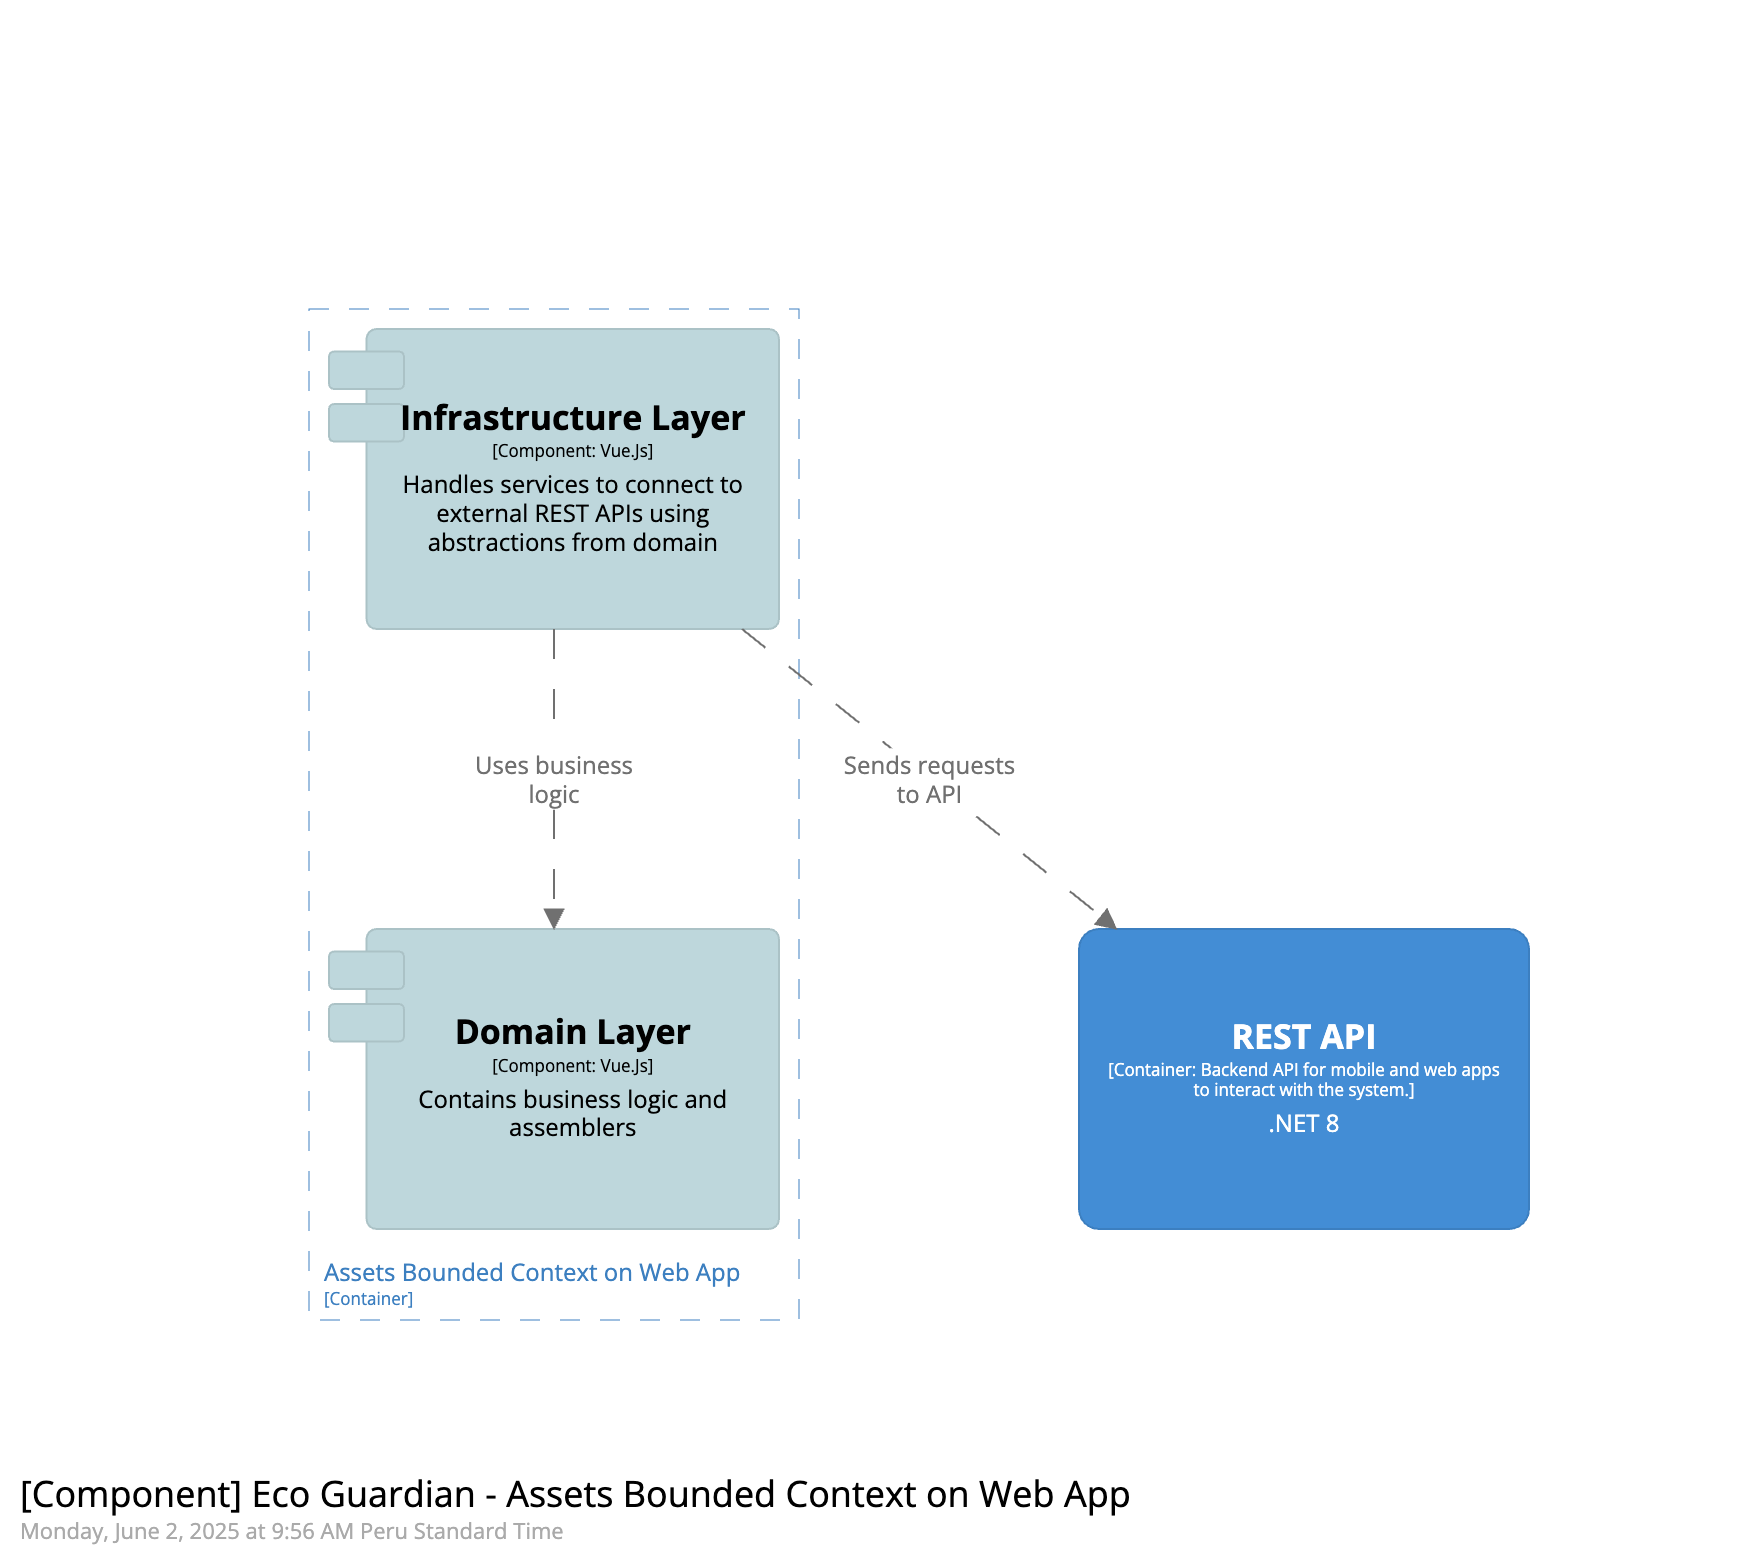 Infrastructure Layer
[Component: Vue.Js]
Handles services to connect to
external REST APIs using
abstractions from domain
Uses business
logic
Sends requests
to API
Domain Layer
[Component: Vue.Js]
Contains business logic and
assemblers
REST API
[Container: Backend API for mobile and web apps
to interact with the system.]
.NET 8
Assets Bounded Context on Web App
[Container]
[Component] Eco Guardian - Assets Bounded Context on Web App
Monday, June 2, 2025 at 9:56 AM Peru Standard Time